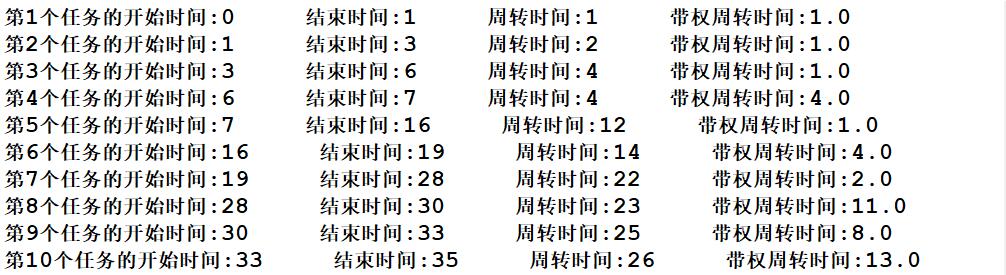 第1个任务的开始时间:0 结束时间:1 周转时间:1 带权周转时间:1.0
第2个任务的开始时间:1 结束时间:3 周转时间:2 带权周转时间:1.0
第3个任务的开始时间:3 结束时间:6 周转时间:4 带权周转时间:1.0
第4个任务的开始时间:6 结束时间:7 周转时间:4 带权周转时间:4.0
第5个任务的开始时间:7 结束时间:16 周转时间:12 带权周转时间:1.0
第6个任务的开始时间:16 结束时间:19 周转时间:14 带权周转时间:4.0
第7个任务的开始时间:19 结束时间:28 周转时间:22 带权周转时间:2.0
第8个任务的开始时间:28 结束时间:30 周转时间:23 带权周转时间:11.0
第9个任务的开始时间:30 结束时间:33 周转时间:25 带权周转时间:8.0
第10个任务的开始时间:33 结束时间:35 周转时间:26 带权周转时间:13.0